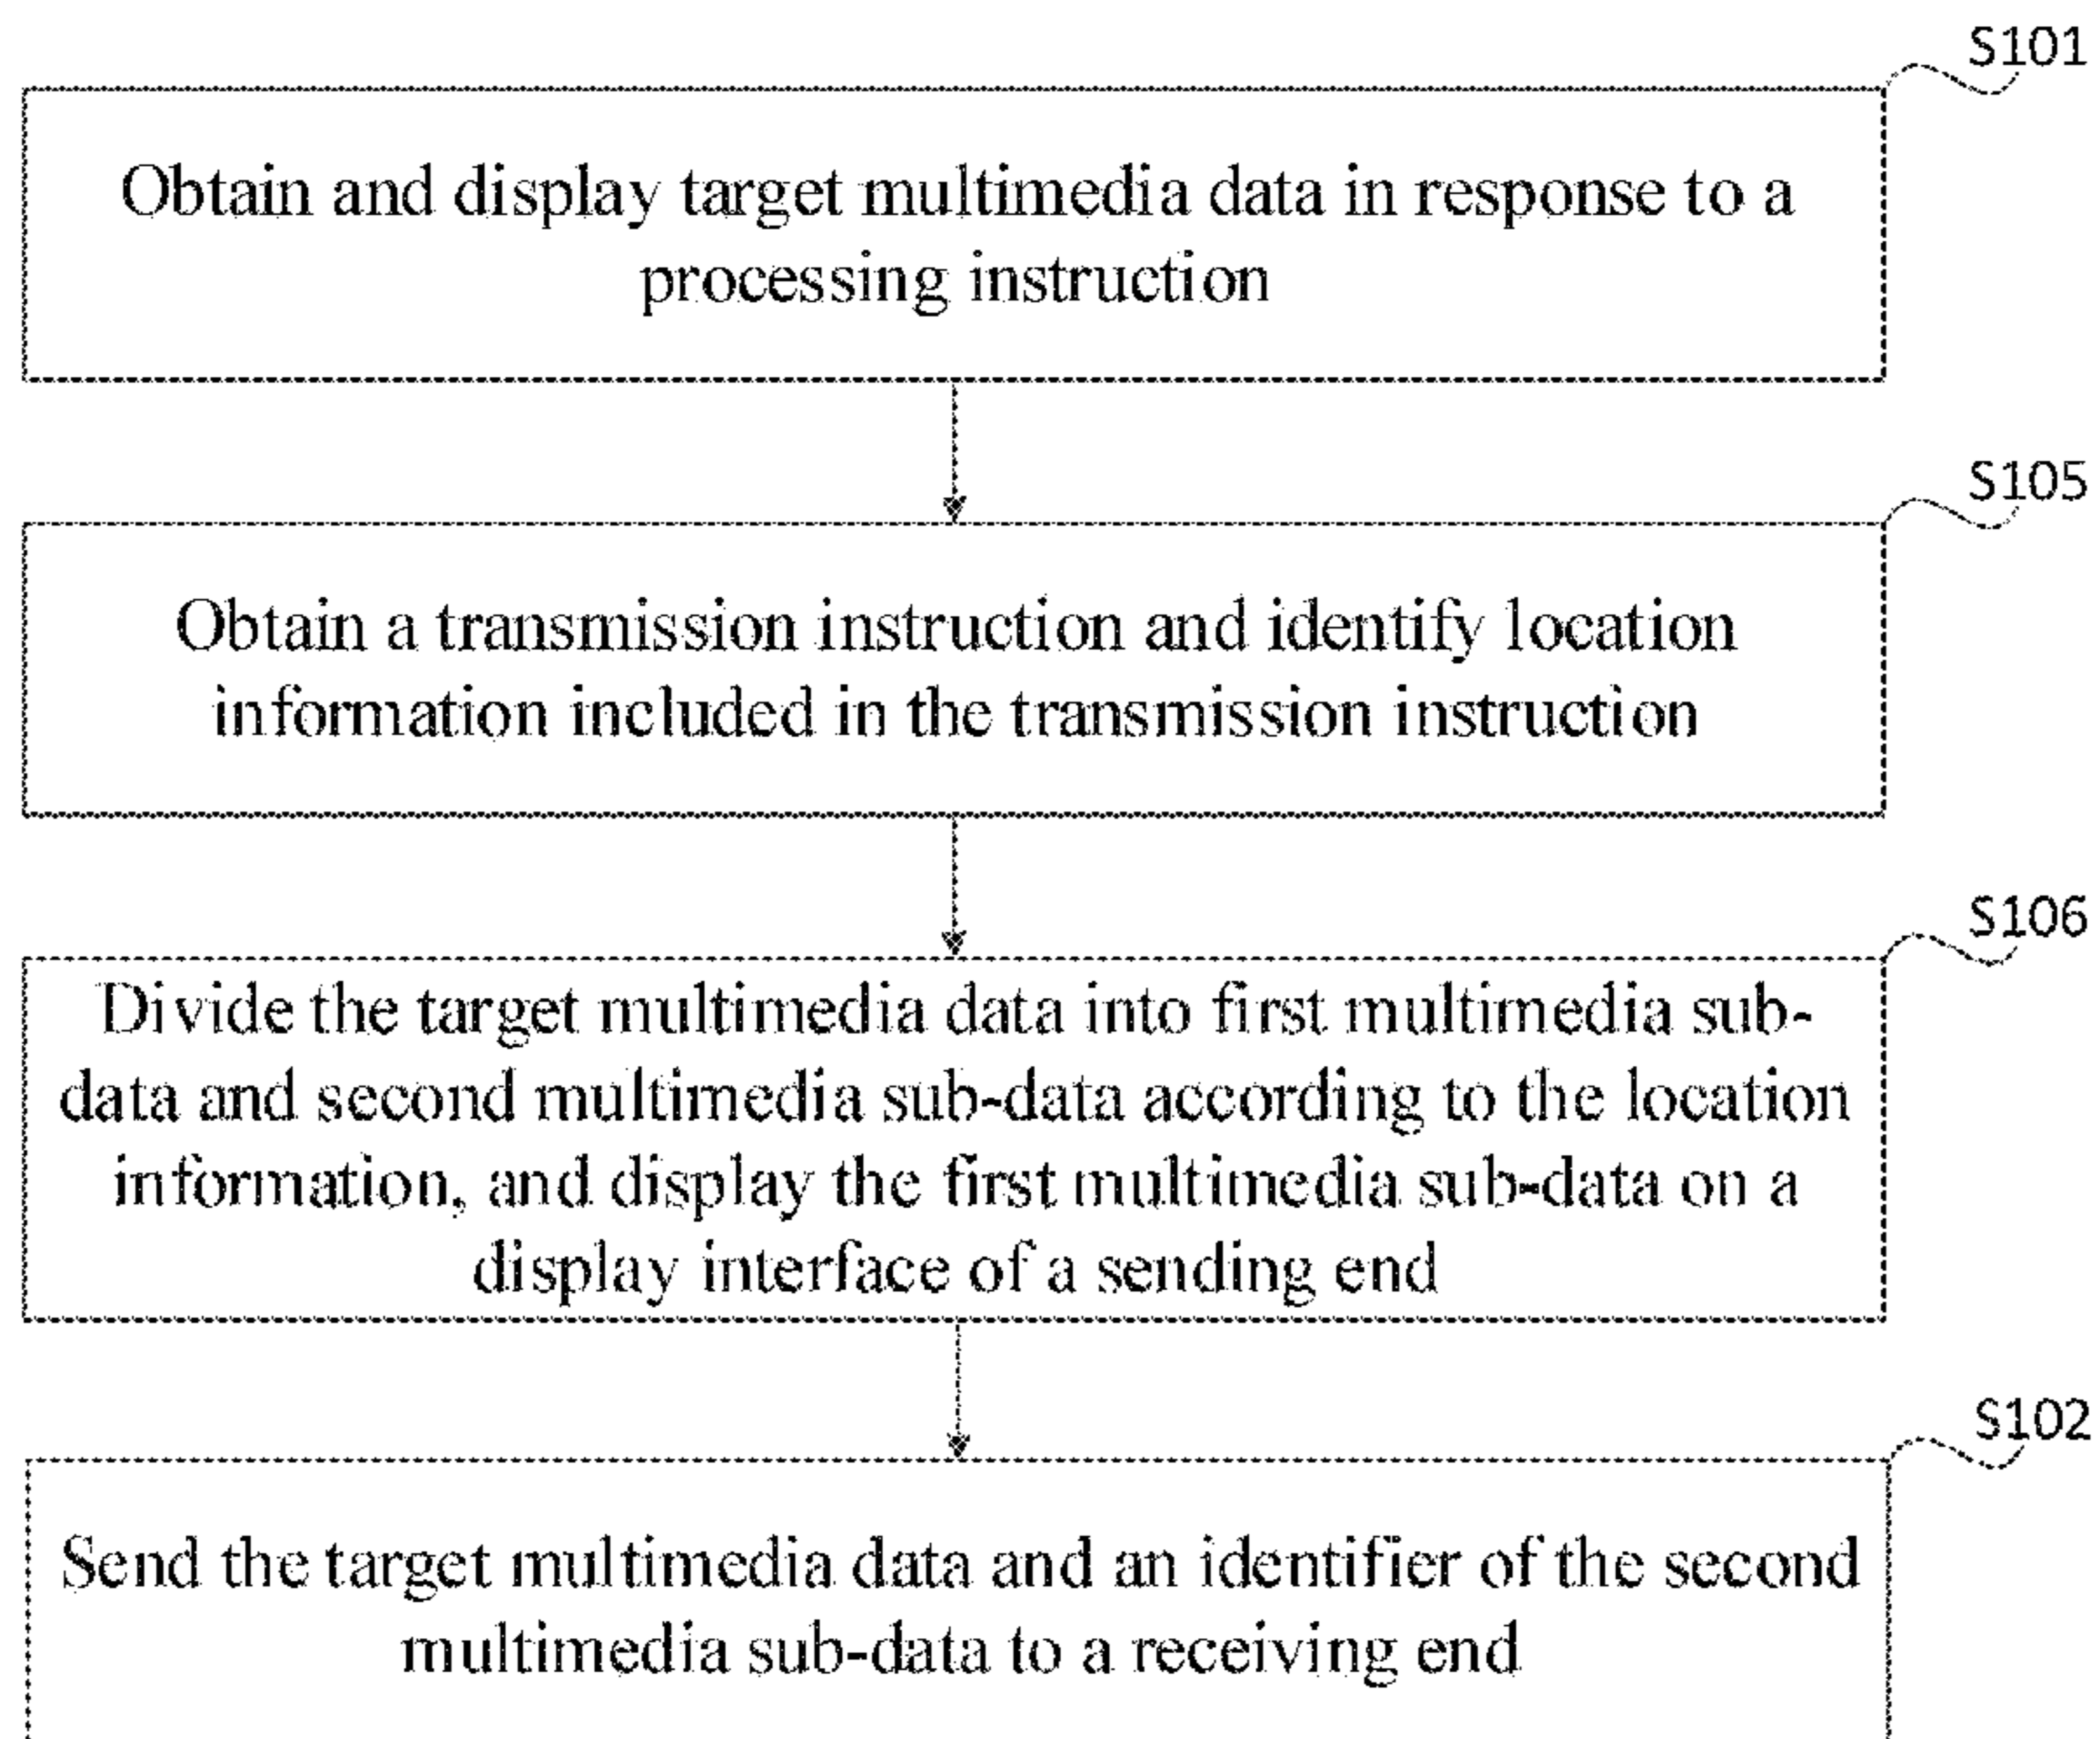 S101
Obtain and display target multimedia data in response to a
processing instruction
S105
Obtain a transmission instruction and identify location
information included in the transmission instruction
S106
Divide the target multimedia data into first multimedia sub-
data and second multimedia sub-data according to the location
information, and display the first multimedia sub-data on a
display interface of a sending end
S102
Send the target multimedia data and an identifier of the second
multimedia sub-data to a receiving end